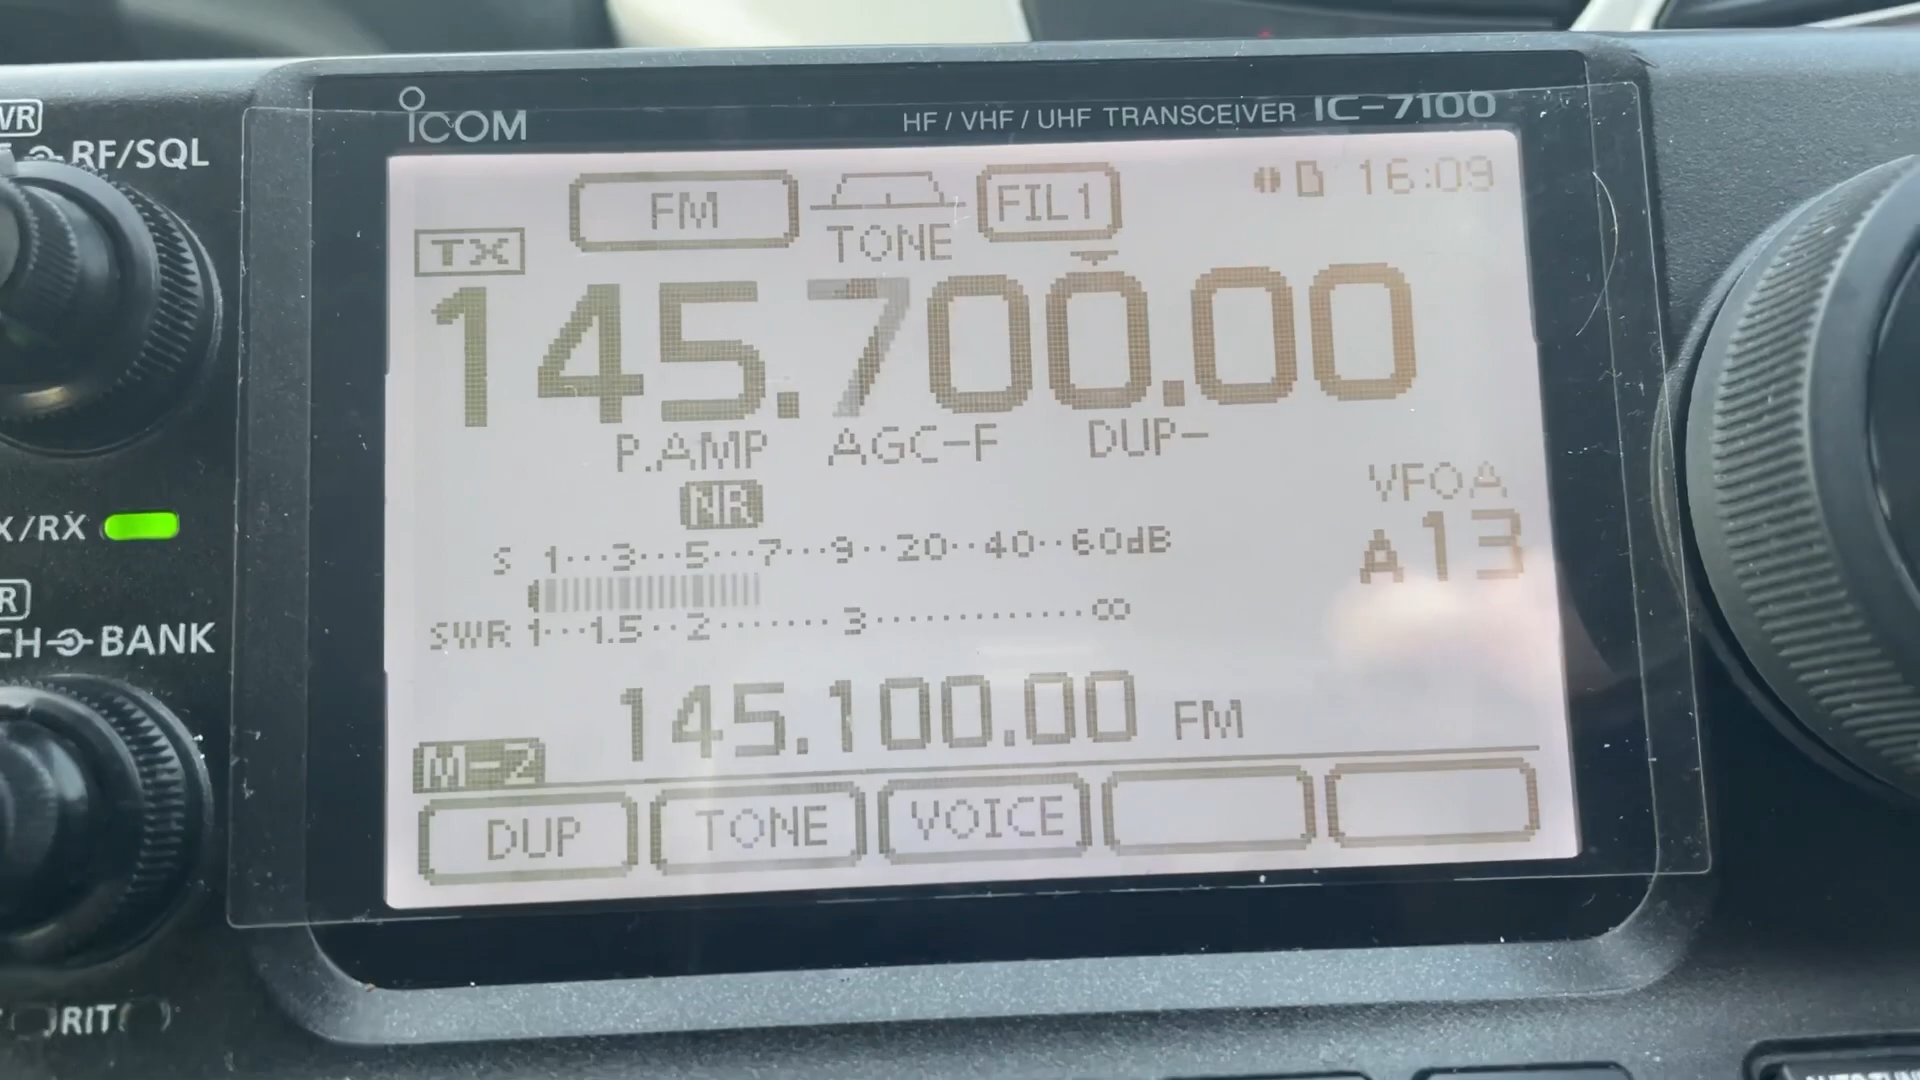 ICOM
HF / VHF / UHF TRANSCEIVER IC-7100
RF/SQL
FM
FIL1
16:09
TX
TONE
145.700.00
P.AMP AGC-F DUP-
NR
VFOA
A13
X/RX
S 1···3···5···7···9··20··40··60dB
SWR 1···1.5··2·······3···········∞
CH BANK
145.100.00 FM
M-2
DUP TONE VOICE
RIT